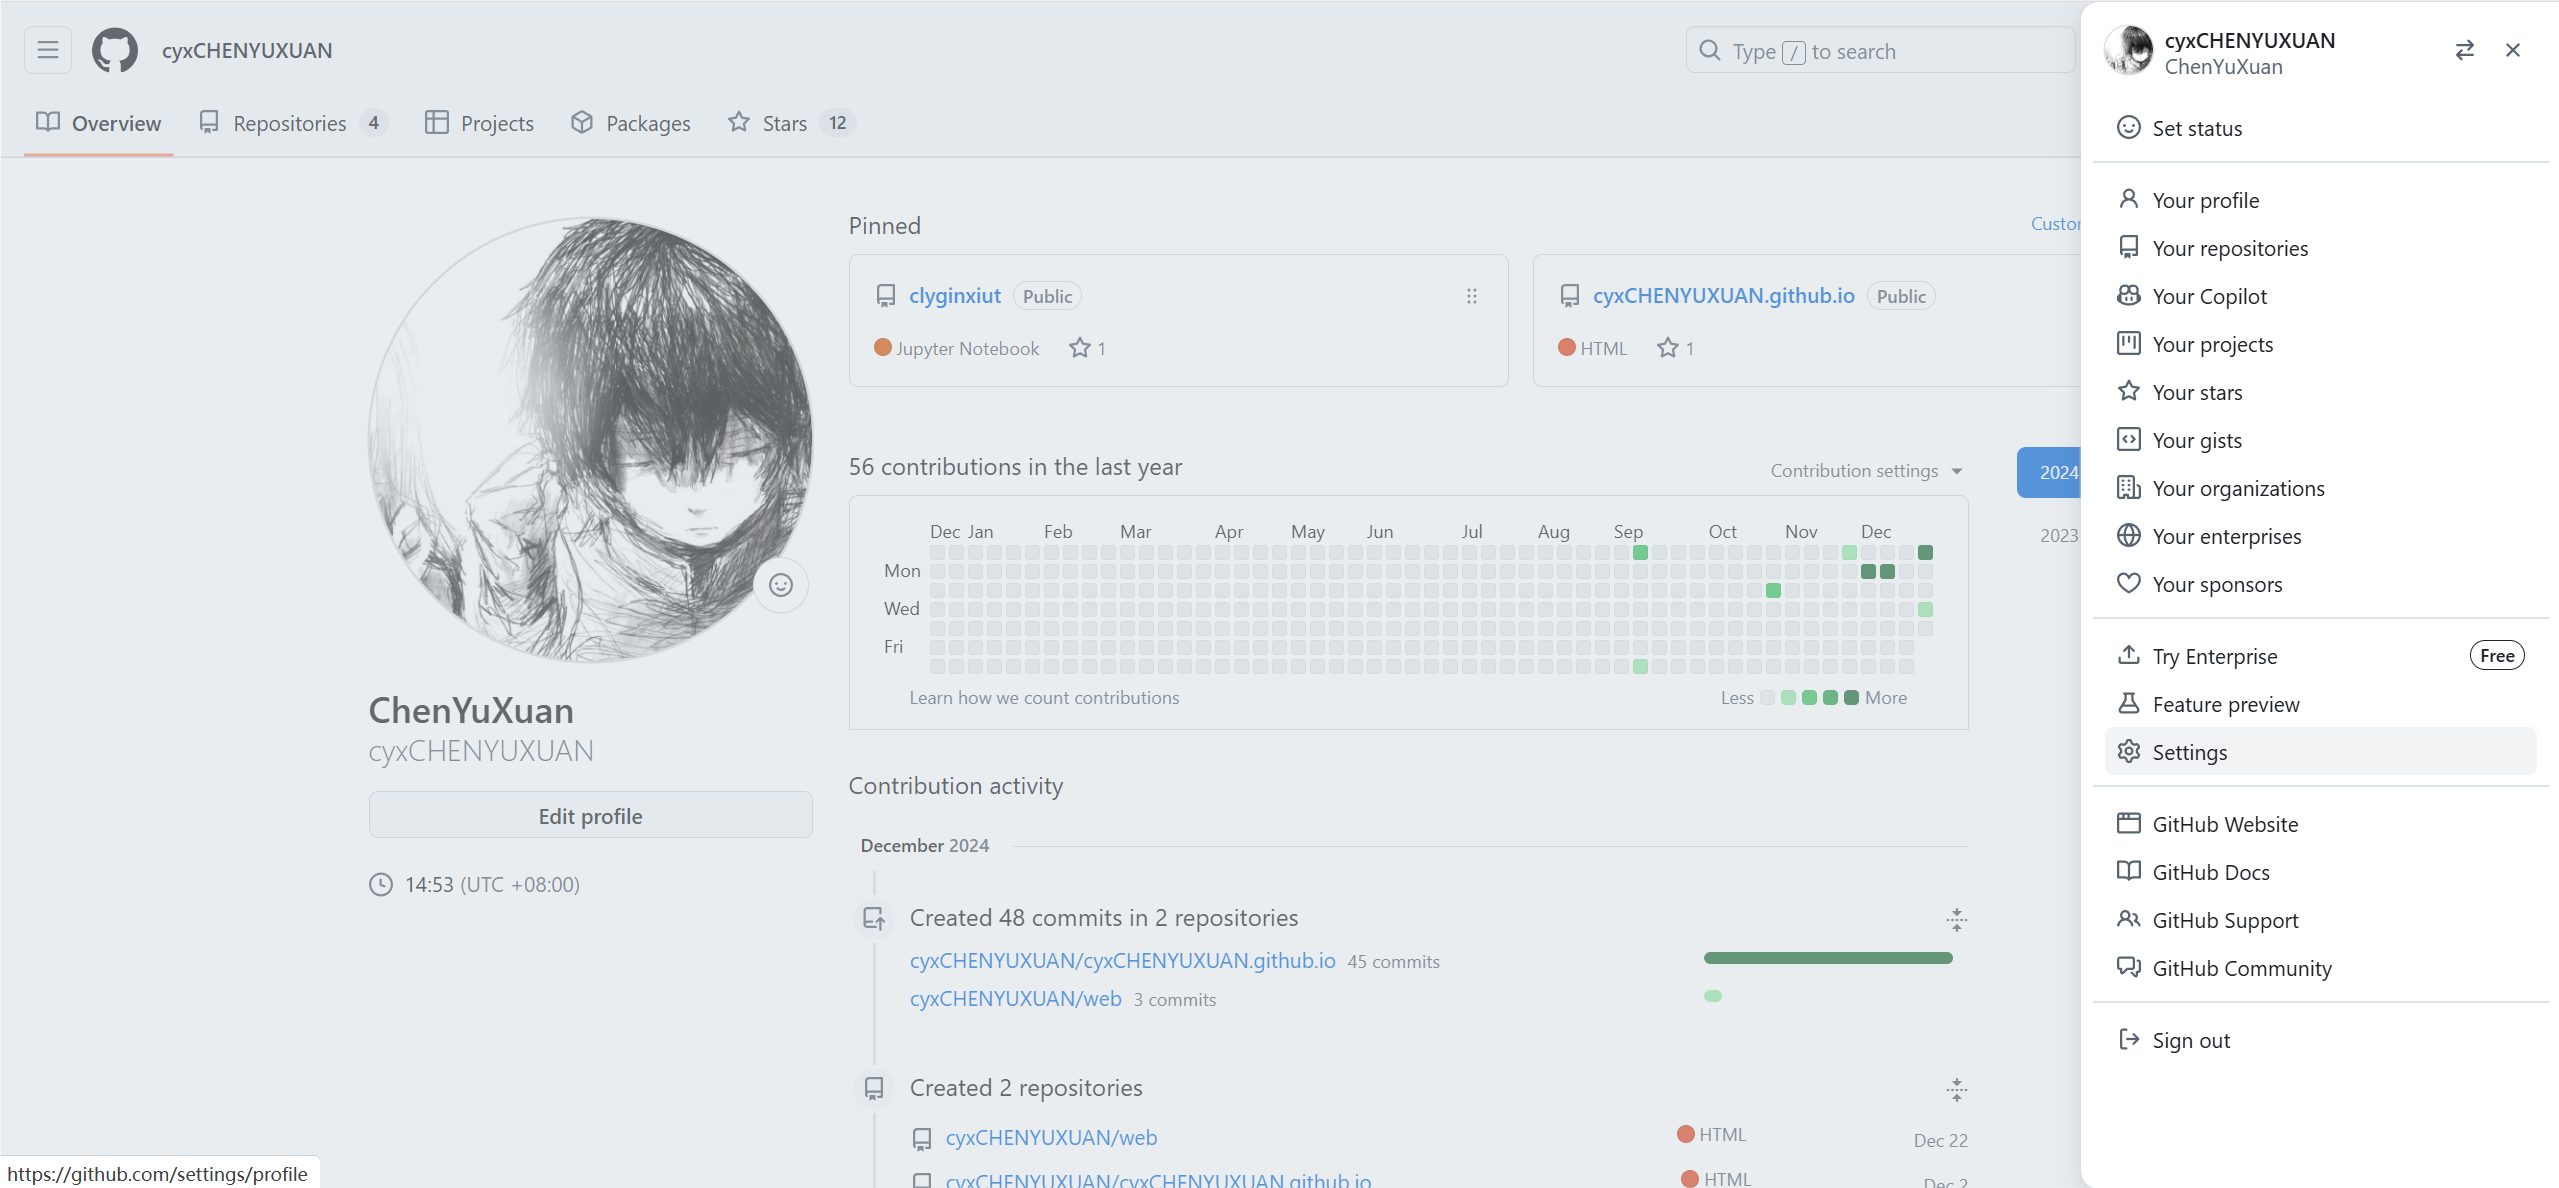 cyxCHENYUXUAN
Type / to search
Overview
Repositories 4
Projects
Packages
Stars 12
ChenYuXuan
cyxCHENYUXUAN
Edit profile
14:53 (UTC +08:00)
Pinned
Custom
clyginxiut Public
Jupyter Notebook 1
cyxCHENYUXUAN.github.io Public
HTML 1
56 contributions in the last year
Contribution settings
2024
2023
Dec Jan Feb Mar Apr May Jun Jul Aug Sep Oct Nov Dec
Mon
Wed
Fri
Learn how we count contributions
Less More
Contribution activity
December 2024
Created 48 commits in 2 repositories
cyxCHENYUXUAN/cyxCHENYUXUAN.github.io 45 commits
cyxCHENYUXUAN/web 3 commits
Created 2 repositories
cyxCHENYUXUAN/web HTML Dec 22
cyxCHENYUXUAN/cyxCHENYUXUAN.github.io HTML Dec 2
https://github.com/settings/profile
cyxCHENYUXUAN
ChenYuXuan
Set status
Your profile
Your repositories
Your Copilot
Your projects
Your stars
Your gists
Your organizations
Your enterprises
Your sponsors
Try Enterprise Free
Feature preview
Settings
GitHub Website
GitHub Docs
GitHub Support
GitHub Community
Sign out